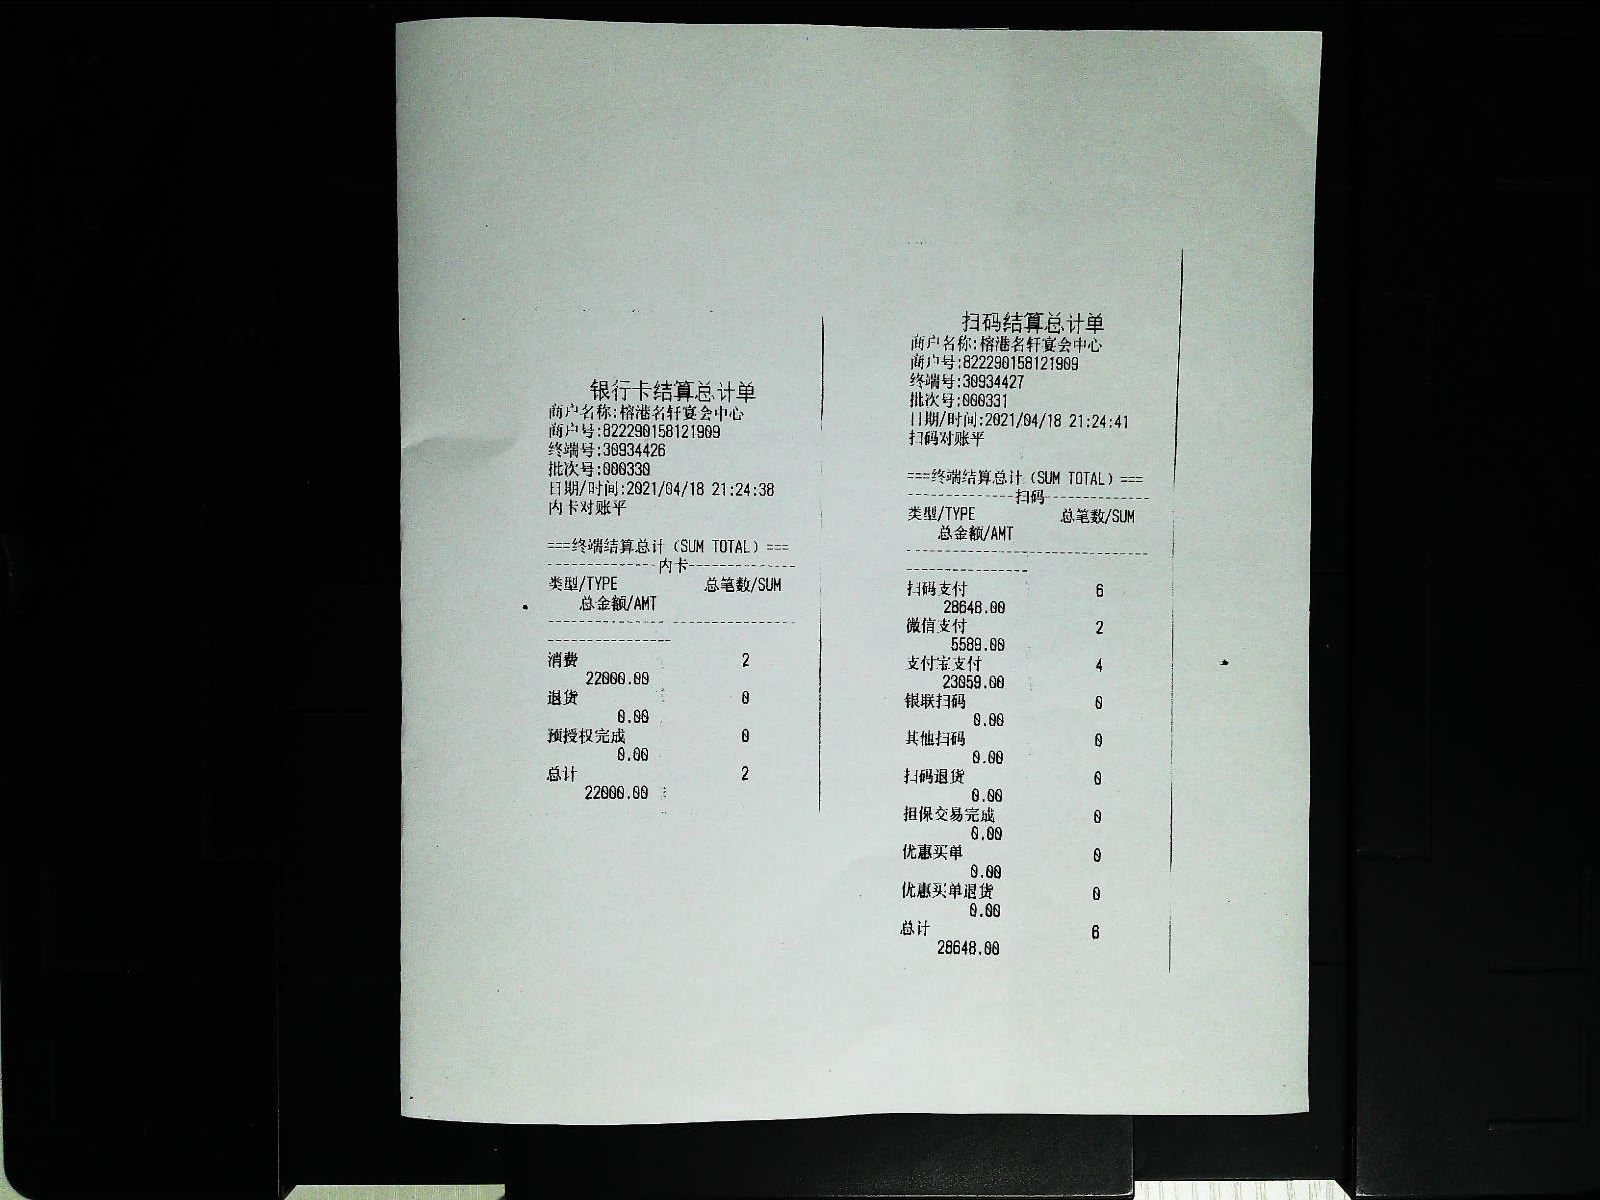 银行卡结算总计单
商户名称:榕港名轩宴会中心
商户号:822290158121909
终端号:30934426
批次号:000330
日期/时间:2021/04/18 21:24:38
内卡对账平
===终端结算总计（SUM TOTAL）===
--------------内卡--------------
类型/TYPE 总笔数/SUM
总金额/AMT
消费 2
22000.00
退货 0
0.00
预授权完成 0
0.00
总计 2
22000.00
扫码结算总计单
商户名称:榕港名轩宴会中心
商户号:822290158121909
终端号:30934427
批次号:000331
日期/时间:2021/04/18 21:24:41
扫码对账平
===终端结算总计（SUM TOTAL）===
--------------扫码--------------
类型/TYPE 总笔数/SUM
总金额/AMT
扫码支付 6
28648.00
微信支付 2
5589.00
支付宝支付 4
23059.00
银联扫码 0
0.00
其他扫码 0
0.00
扫码退货 0
0.00
担保交易完成 0
0.00
优惠买单 0
0.00
优惠买单退货 0
0.00
总计 6
28648.00